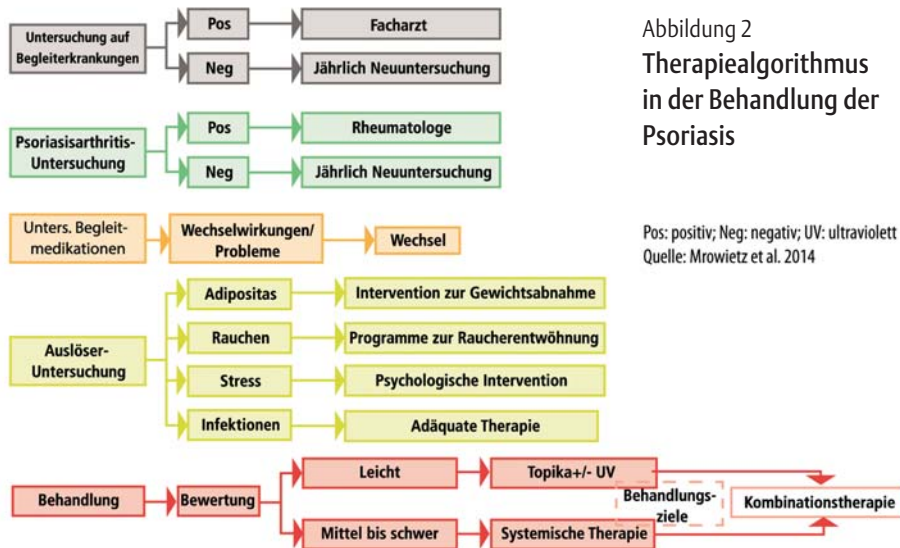 Abbildung 2
Therapiealgorithmus
in der Behandlung der
Psoriasis
Untersuchung auf
Begleiterkrankungen
Pos
Facharzt
Neg
Jährlich Neuuntersuchung
Psoriasisarthritis-
Untersuchung
Pos
Rheumatologe
Neg
Jährlich Neuuntersuchung
Unters. Begleit-
medikationen
Wechselwirkungen/
Probleme
Wechsel
Pos: positiv; Neg: negativ; UV: ultraviolett
Quelle: Mrowietz et al. 2014
Auslöser-
Untersuchung
Adipositas
Intervention zur Gewichtsabnahme
Rauchen
Programme zur Raucherentwöhnung
Stress
Psychologische Intervention
Infektionen
Adäquate Therapie
Behandlung
Bewertung
Leicht
Topika+/- UV
Mittel bis schwer
Systemische Therapie
Behandlungs-
ziele
Kombinationstherapie